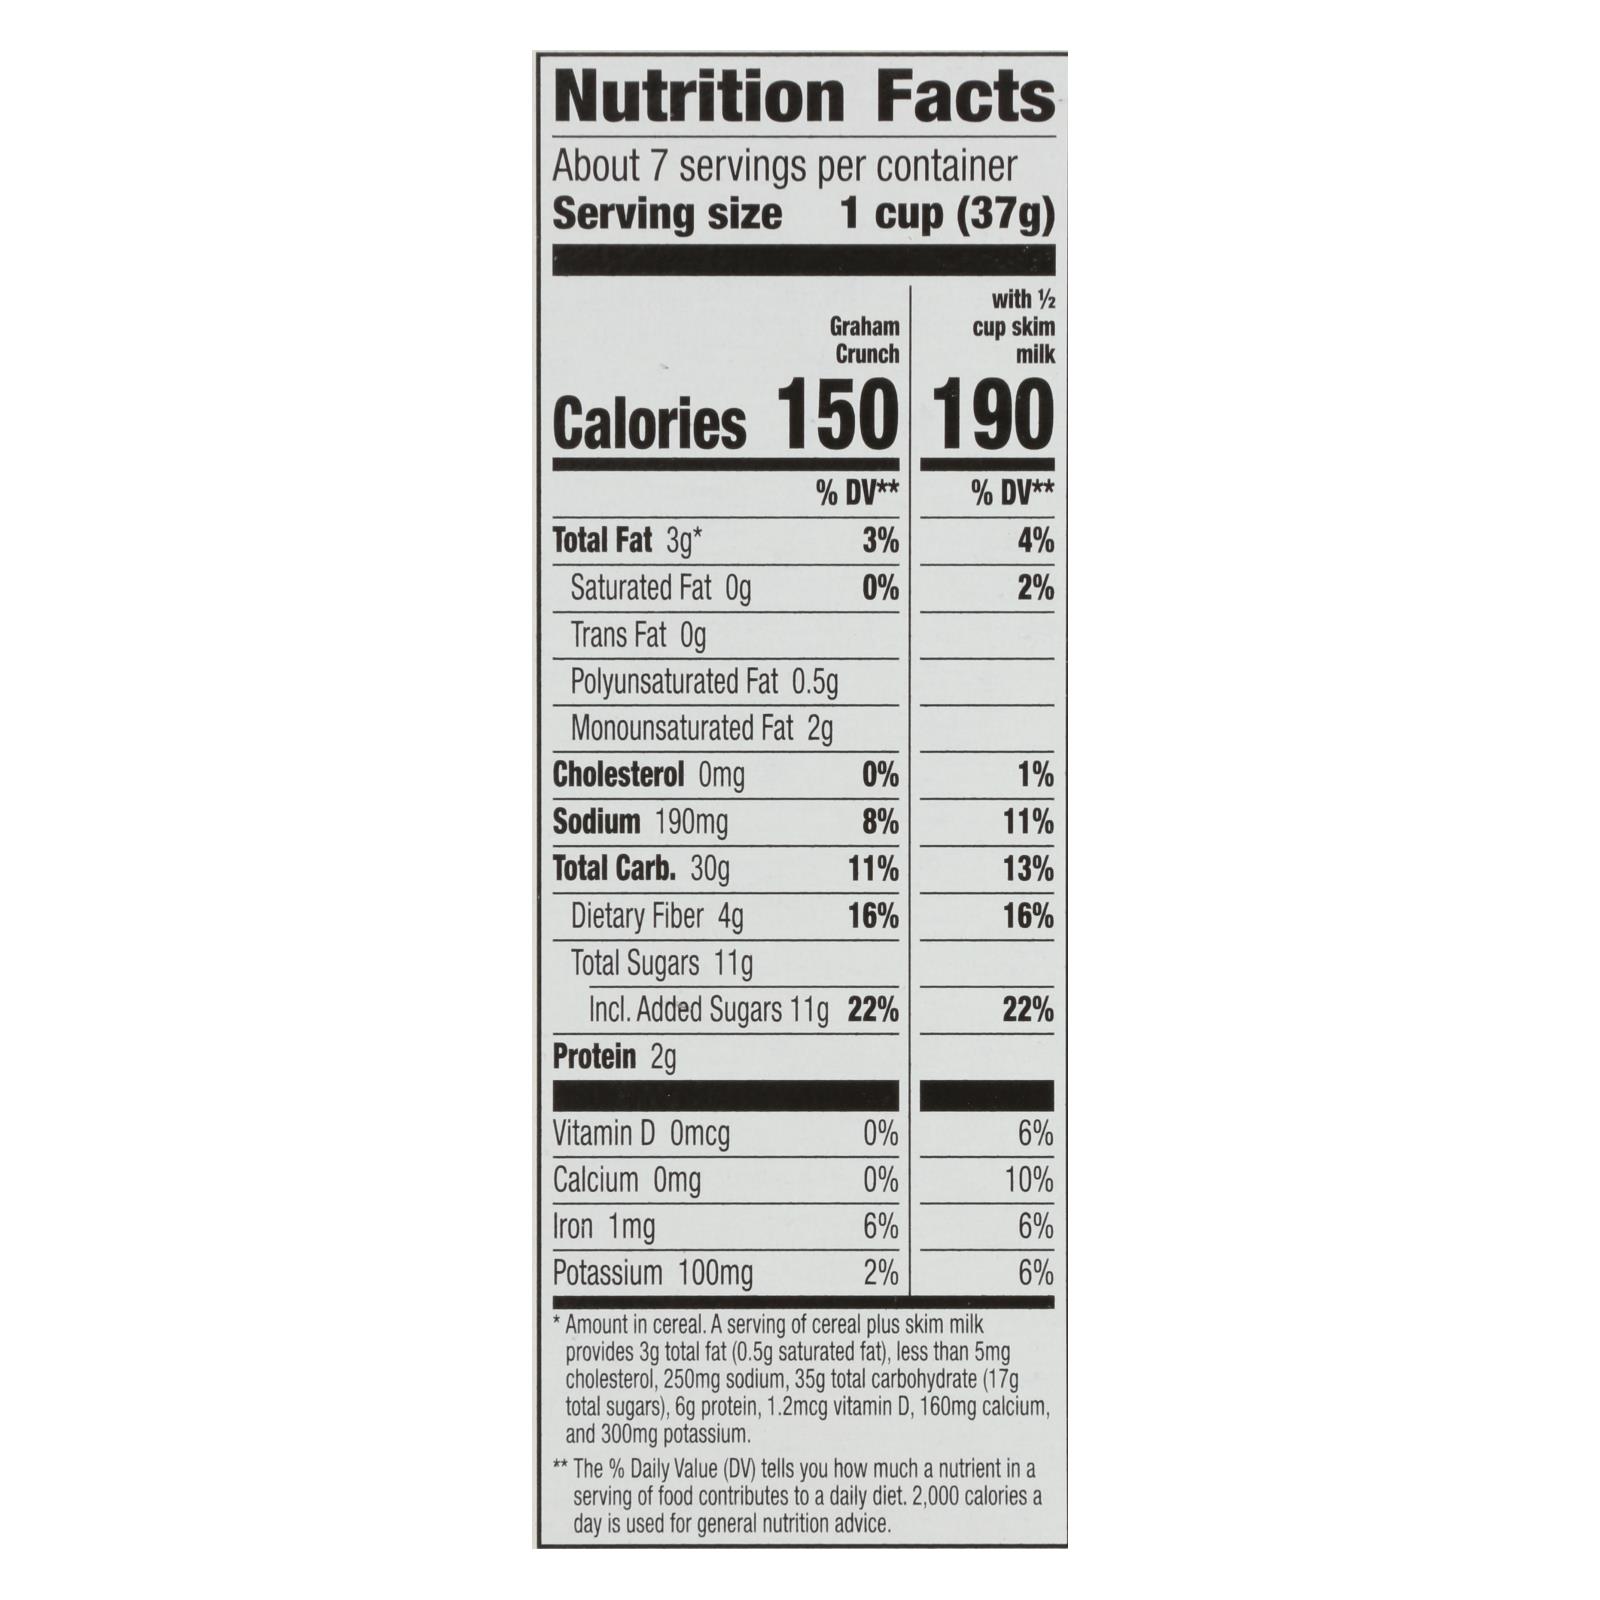 Nutrition Facts
About 7 servings per container
Serving size 1 cup (37g)
Graham Crunch with ½ cup skim milk
Calories 150 190
% DV** % DV**
Total Fat 3g* 3% 4%
Saturated Fat 0g 0% 2%
Trans Fat 0g
Polyunsaturated Fat 0.5g
Monounsaturated Fat 2g
Cholesterol 0mg 0% 1%
Sodium 190mg 8% 11%
Total Carb. 30g 11% 13%
Dietary Fiber 4g 16% 16%
Total Sugars 11g
Incl. Added Sugars 11g 22% 22%
Protein 2g
Vitamin D 0mcg 0% 6%
Calcium 0mg 0% 10%
Iron 1mg 6% 6%
Potassium 100mg 2% 6%
* Amount in cereal. A serving of cereal plus skim milk
provides 3g total fat (0.5g saturated fat), less than 5mg
cholesterol, 250mg sodium, 35g total carbohydrate (17g
total sugars), 6g protein, 1.2mcg vitamin D, 160mg calcium,
and 300mg potassium.
** The % Daily Value (DV) tells you how much a nutrient in a
serving of food contributes to a daily diet. 2,000 calories a
day is used for general nutrition advice.